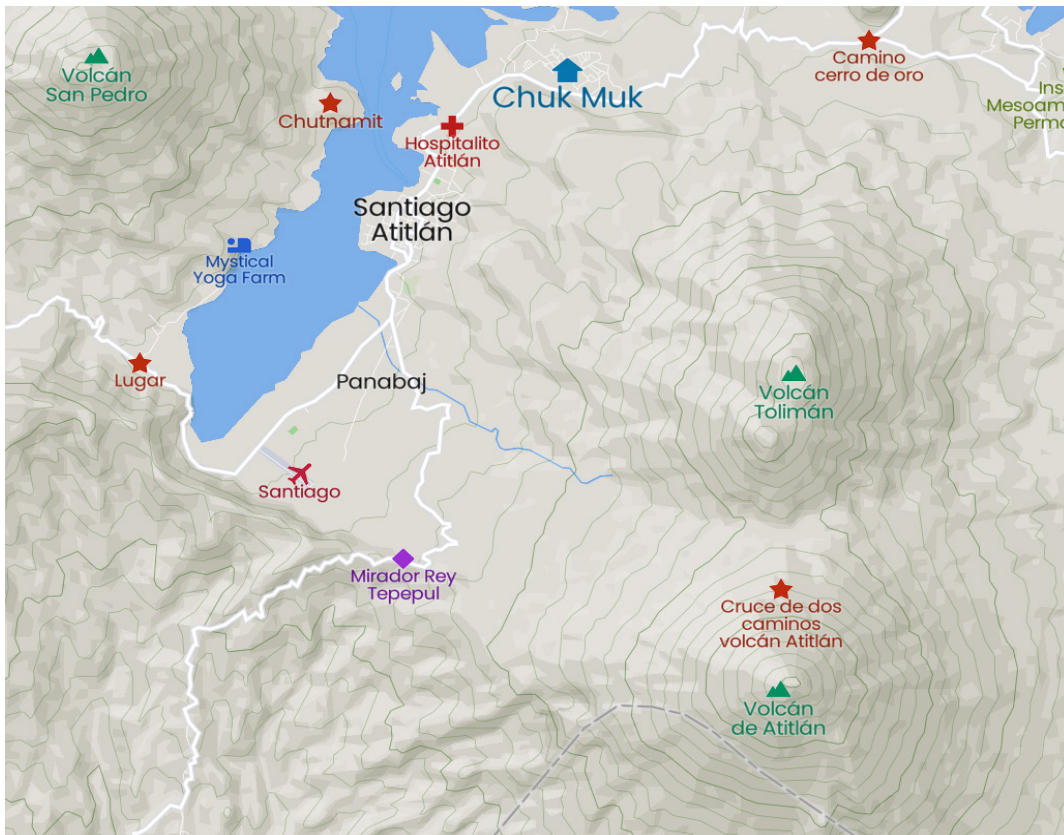 Volcán
San Pedro
Chutnamit
Chuk Muk
Camino
cerro de oro
Hospitalito
Atitlán
Santiago
Atitlán
Mystical
Yoga Farm
Lugar
Panabaj
Volcán
Tolimán
Santiago
Mirador Rey
Tepepul
Cruce de dos
caminos
volcán Atitlán
Volcán
de Atitlán